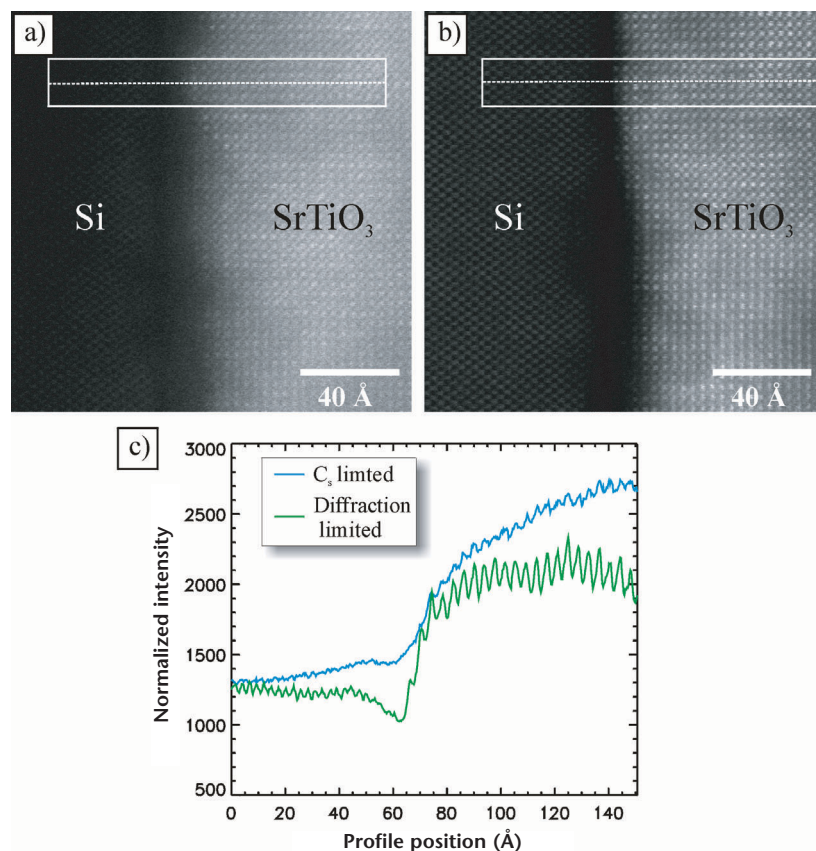 a)
b)
Si
SrTiO₃
Si
SrTiO₃
40 Å
40 Å
c)
3000
2500
2000
1500
1000
500
Normalized intensity
Cₛ limted
Diffraction
limited
0 20 40 60 80 100 120 140
Profile position (Å)